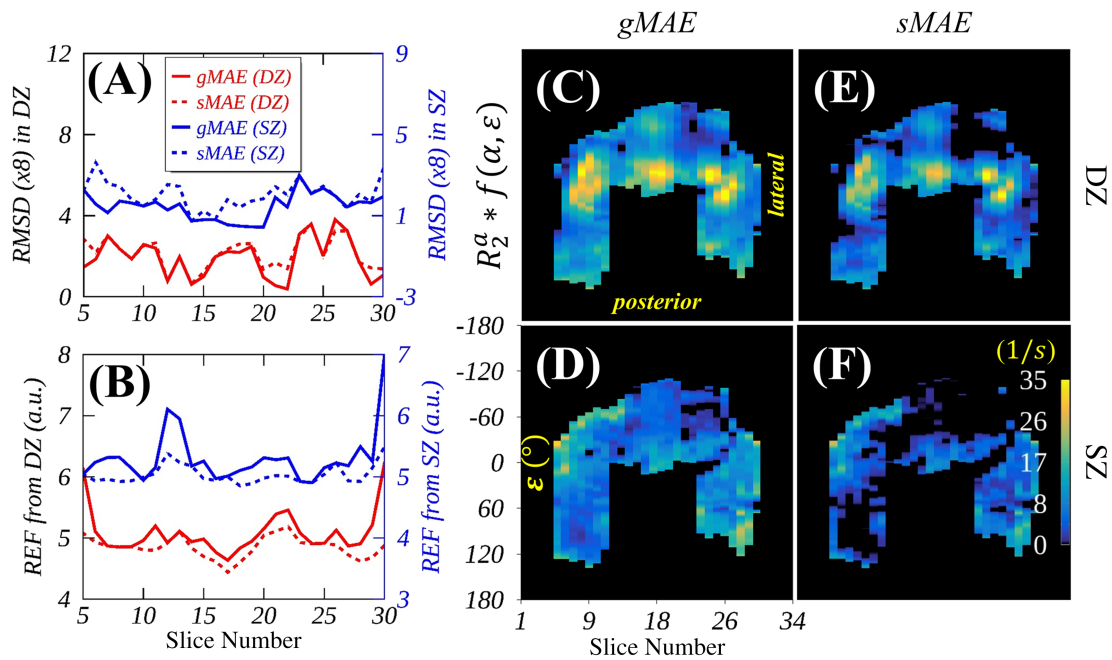 gMAE
sMAE
(A)
12
8
4
0
RMSD (x8) in DZ
9
5
1
-3
RMSD (x8) in SZ
gMAE (DZ)
sMAE (DZ)
gMAE (SZ)
sMAE (SZ)
5
10
15
20
25
30
(B)
8
7
6
5
4
REF from DZ (a.u.)
7
6
5
4
3
REF from SZ (a.u.)
5
10
15
20
25
30
Slice Number
R₂ᵃ * f (α, ε)
(C)
lateral
posterior
(E)
DZ
(D)
ε (°)
-180
-120
-60
0
60
120
180
1
9
18
26
34
Slice Number
(F)
(1/s)
35
26
17
8
0
SZ